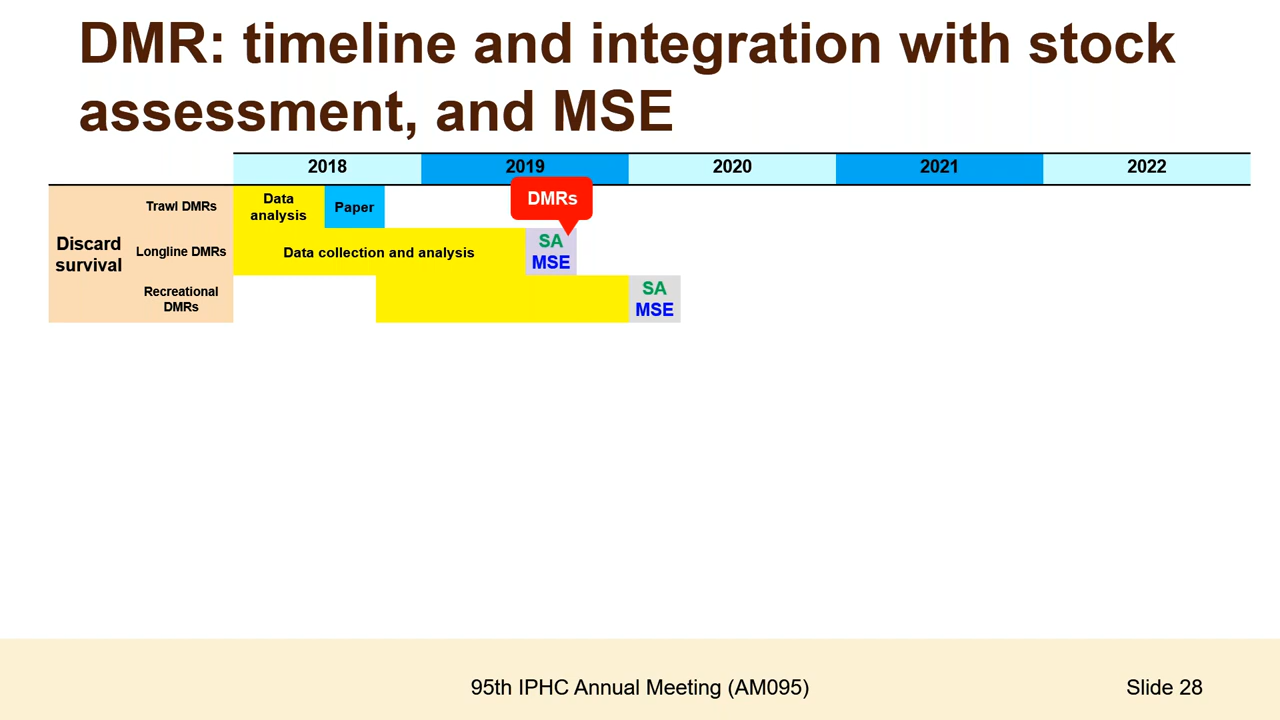 DMR: timeline and integration with stock
assessment, and MSE
2018 2019 2020 2021 2022
Discard
survival
Trawl DMRs
Data
analysis
Paper
DMRs
Longline DMRs
Data collection and analysis
SA
MSE
Recreational
DMRs
SA
MSE
95th IPHC Annual Meeting (AM095)
Slide 28